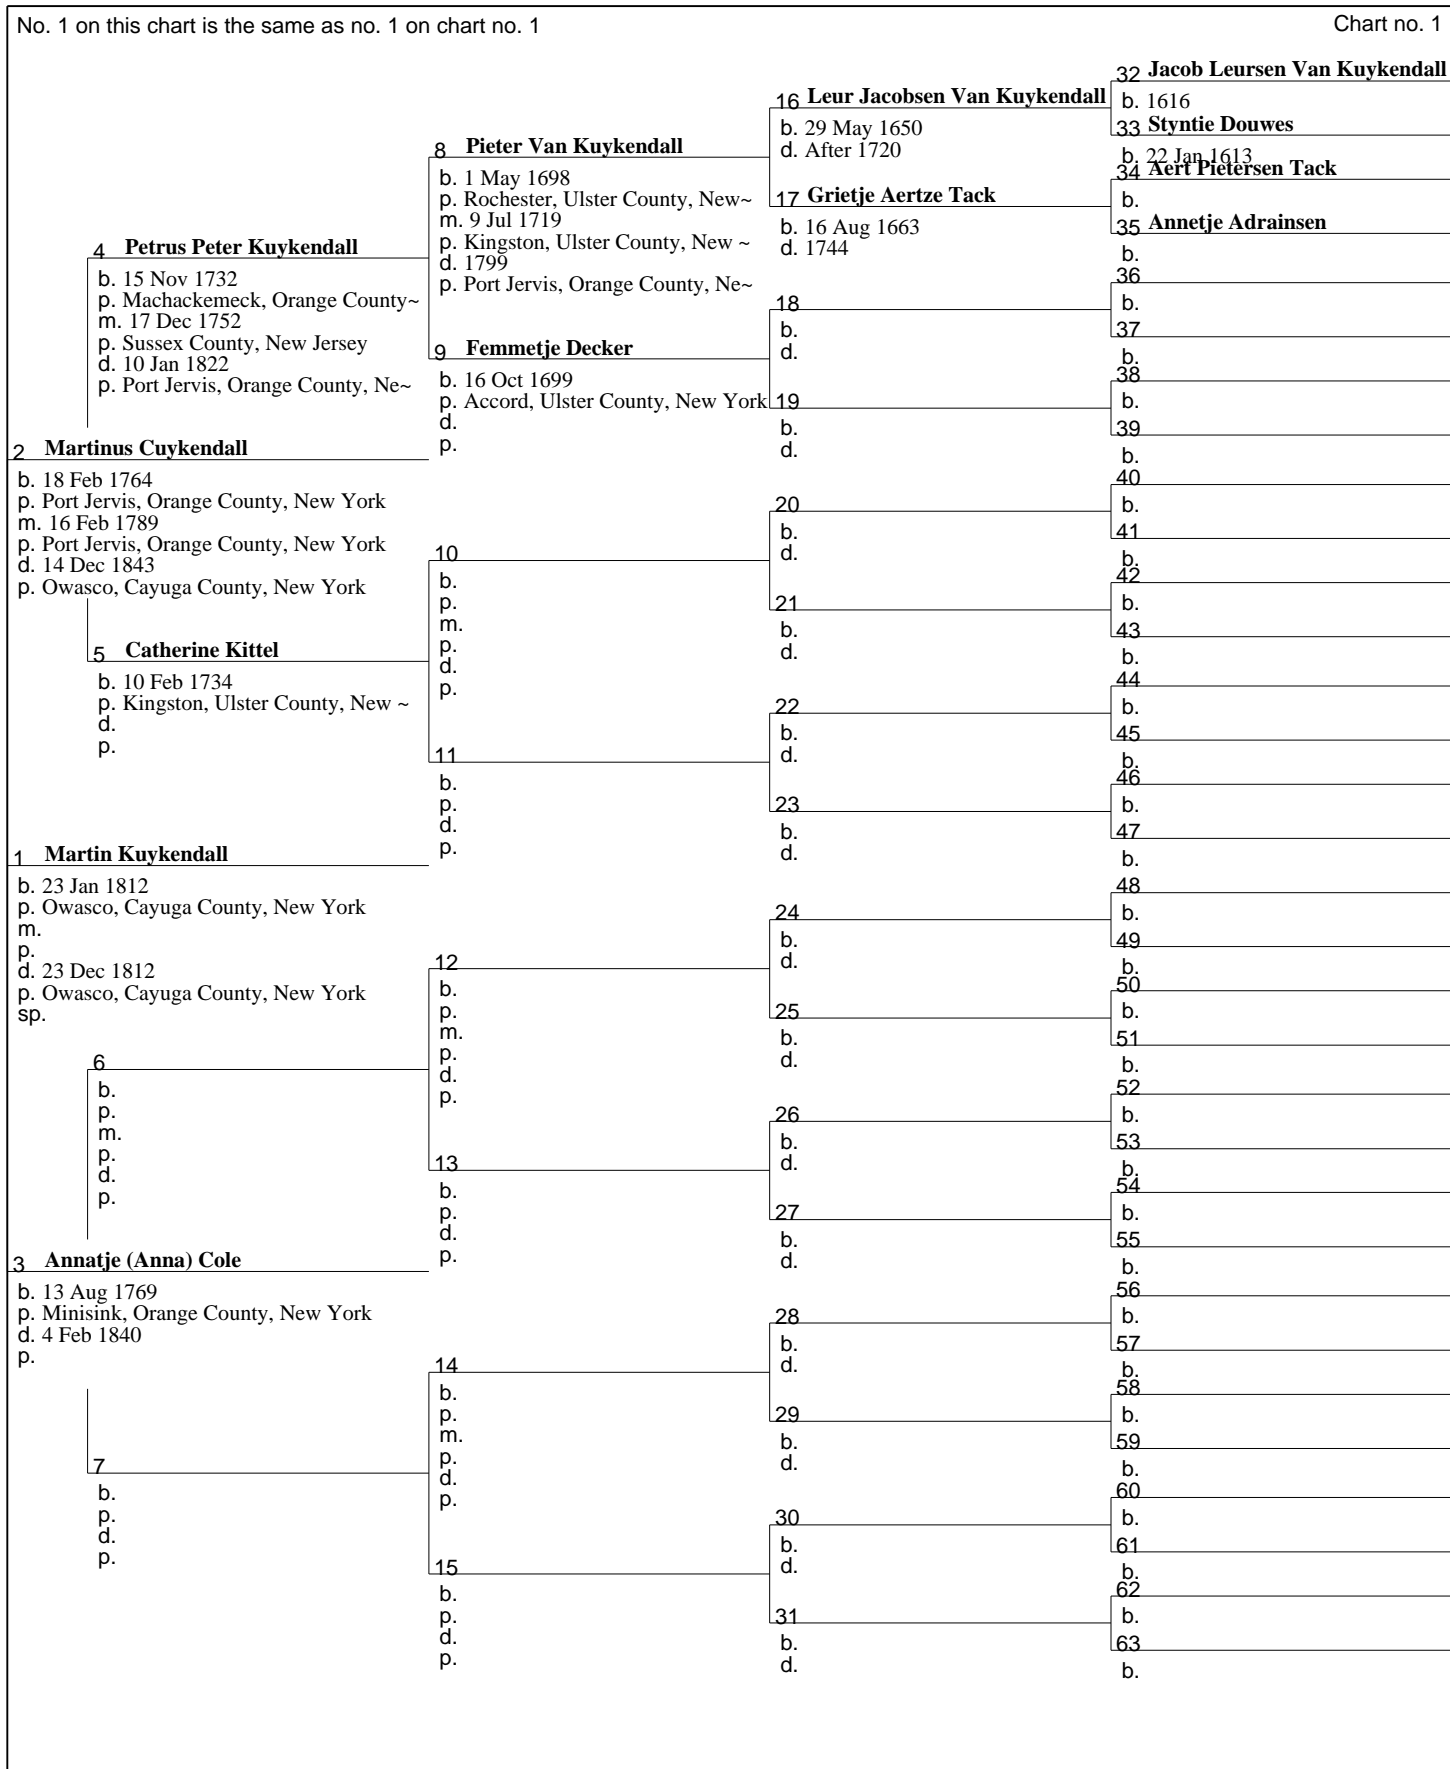 No. 1 on this chart is the same as no. 1 on chart no. 1
Chart no. 1
32 Jacob Leursen Van Kuykendall
b. 1616
16 Leur Jacobsen Van Kuykendall
b. 29 May 1650
d. After 1720
33 Styntie Douwes
b. 22 Jan 1613
8 Pieter Van Kuykendall
b. 1 May 1698
p. Rochester, Ulster County, New~
m. 9 Jul 1719
p. Kingston, Ulster County, New ~
d. 1799
p. Port Jervis, Orange County, Ne~
34 Aert Pietersen Tack
b.
17 Grietje Aertze Tack
b. 16 Aug 1663
d. 1744
35 Annetje Adrainsen
b.
4 Petrus Peter Kuykendall
b. 15 Nov 1732
p. Machackemeck, Orange County~
m. 17 Dec 1752
p. Sussex County, New Jersey
d. 10 Jan 1822
p. Port Jervis, Orange County, Ne~
36
b.
18
b.
d.
37
b.
9 Femmetje Decker
b. 16 Oct 1699
p. Accord, Ulster County, New York
d.
p.
38
b.
19
b.
d.
39
b.
2 Martinus Cuykendall
b. 18 Feb 1764
p. Port Jervis, Orange County, New York
m. 16 Feb 1789
p. Port Jervis, Orange County, New York
d. 14 Dec 1843
p. Owasco, Cayuga County, New York
40
b.
20
b.
d.
41
b.
10
b.
p.
m.
p.
d.
p.
42
b.
21
b.
d.
43
b.
5 Catherine Kittel
b. 10 Feb 1734
p. Kingston, Ulster County, New ~
d.
p.
44
b.
22
b.
d.
45
b.
11
b.
p.
d.
p.
46
b.
23
b.
d.
47
b.
1 Martin Kuykendall
b. 23 Jan 1812
p. Owasco, Cayuga County, New York
m.
p.
d. 23 Dec 1812
p. Owasco, Cayuga County, New York
sp.
48
b.
24
b.
d.
49
b.
12
b.
p.
m.
p.
d.
p.
50
b.
25
b.
d.
51
b.
6
b.
p.
m.
p.
d.
p.
52
b.
26
b.
d.
53
b.
13
b.
p.
d.
p.
54
b.
27
b.
d.
55
b.
3 Annatje (Anna) Cole
b. 13 Aug 1769
p. Minisink, Orange County, New York
d. 4 Feb 1840
p.
56
b.
28
b.
d.
57
b.
14
b.
p.
m.
p.
d.
p.
58
b.
29
b.
d.
59
b.
7
b.
p.
d.
p.
60
b.
30
b.
d.
61
b.
15
b.
p.
d.
p.
62
b.
31
b.
d.
63
b.